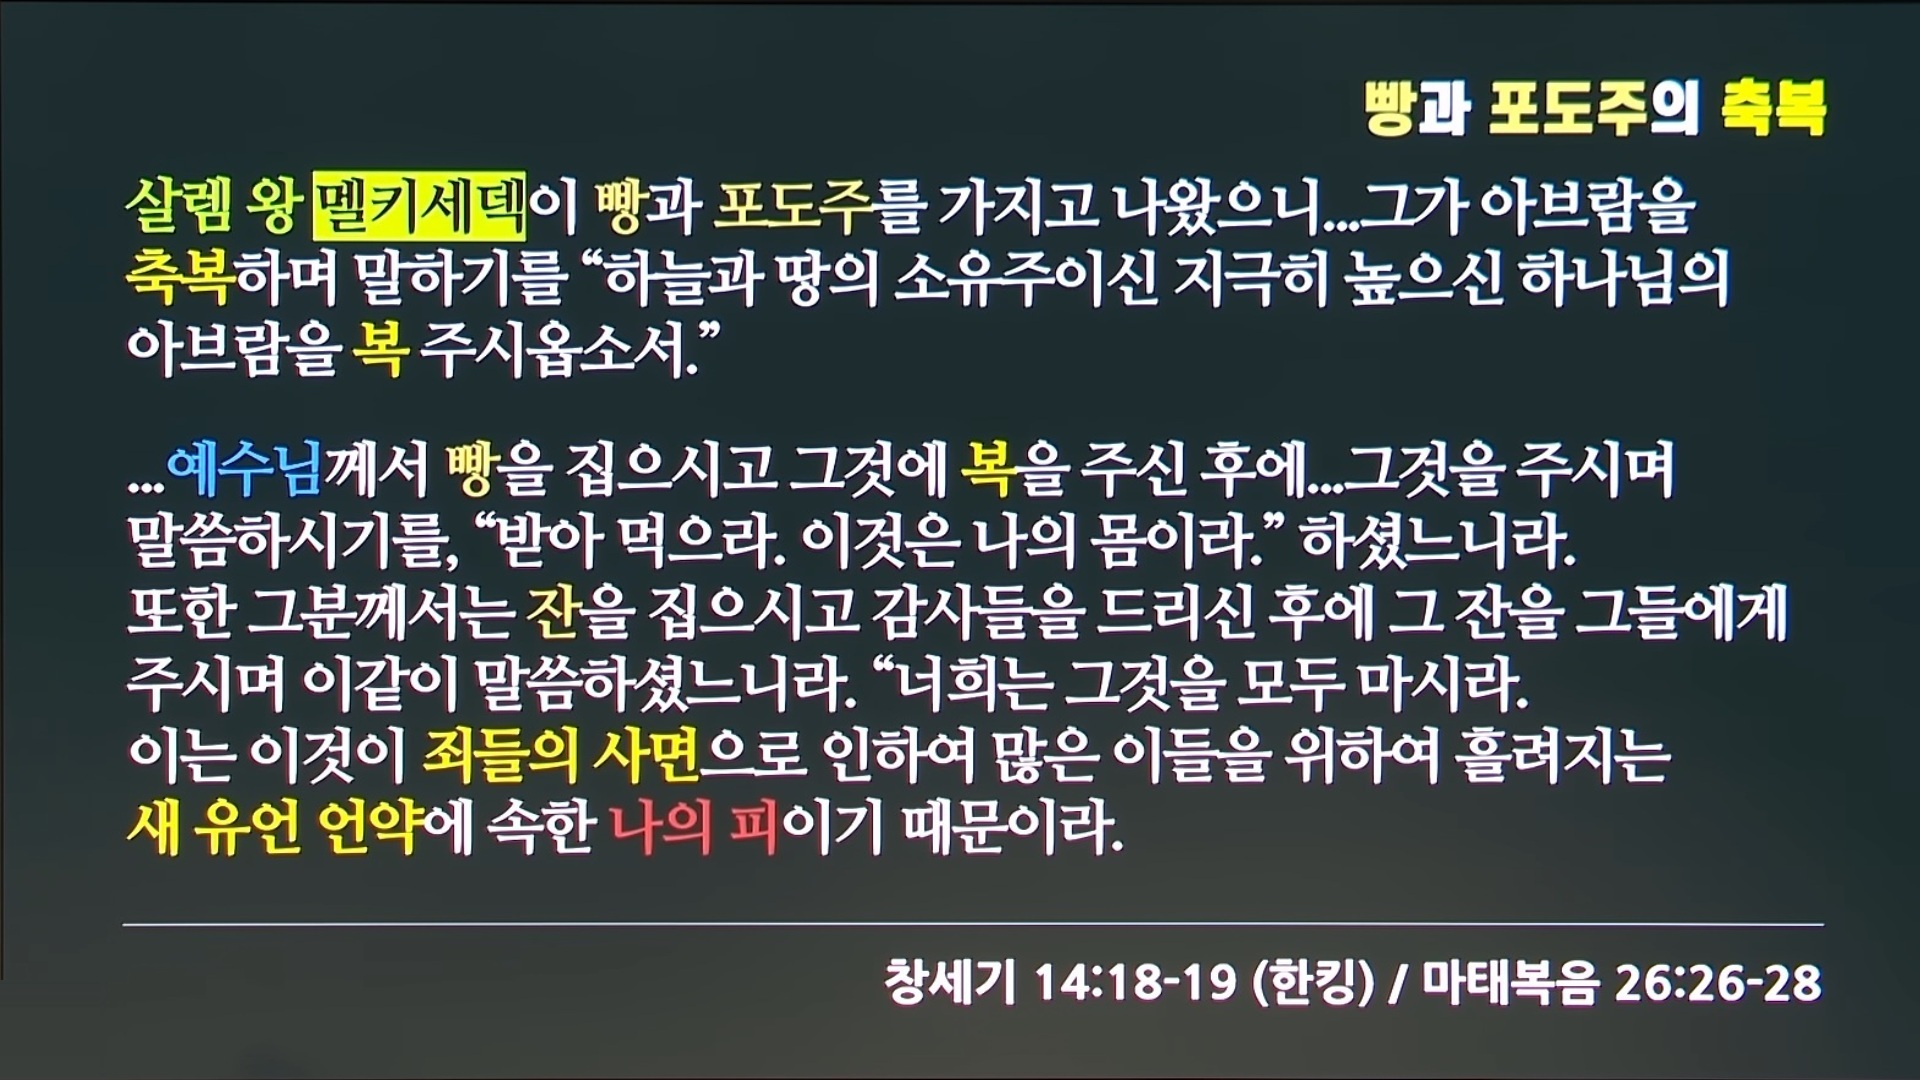 빵과 포도주의 축복
살렘 왕 멜키세덱이 빵과 포도주를 가지고 나왔으니...그가 아브람을
축복하며 말하기를 “하늘과 땅의 소유주이신 지극히 높으신 하나님의
아브람을 복 주시옵소서.”
...예수님께서 빵을 집으시고 그것에 복을 주신 후에...그것을 주시며
말씀하시기를, “받아 먹으라. 이것은 나의 몸이라.” 하셨느니라.
또한 그분께서는 잔을 집으시고 감사들을 드리신 후에 그 잔을 그들에게
주시며 이같이 말씀하셨느니라. “너희는 그것을 모두 마시라.
이는 이것이 죄들의 사면으로 인하여 많은 이들을 위하여 흘려지는
새 유언 언약에 속한 나의 피이기 때문이라.
창세기 14:18-19 (한킹) / 마태복음 26:26-28